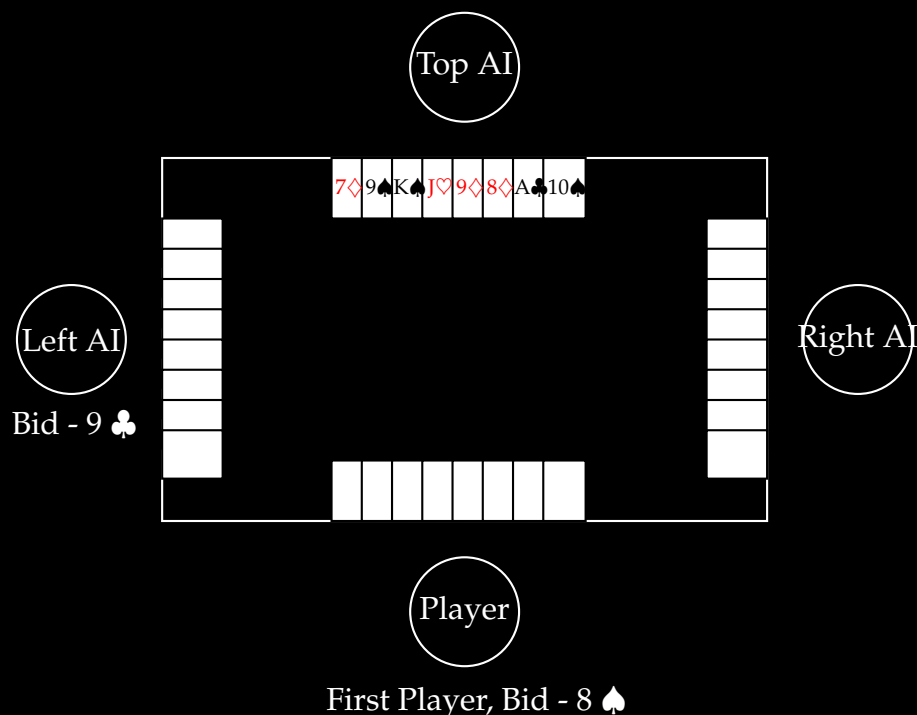 Top AI
7♢ 9♠ K♠ J♡ 9♢ 8♢ A♣ 10♠
Left AI
Right AI
Bid - 9 ♣
Player
First Player, Bid - 8 ♠